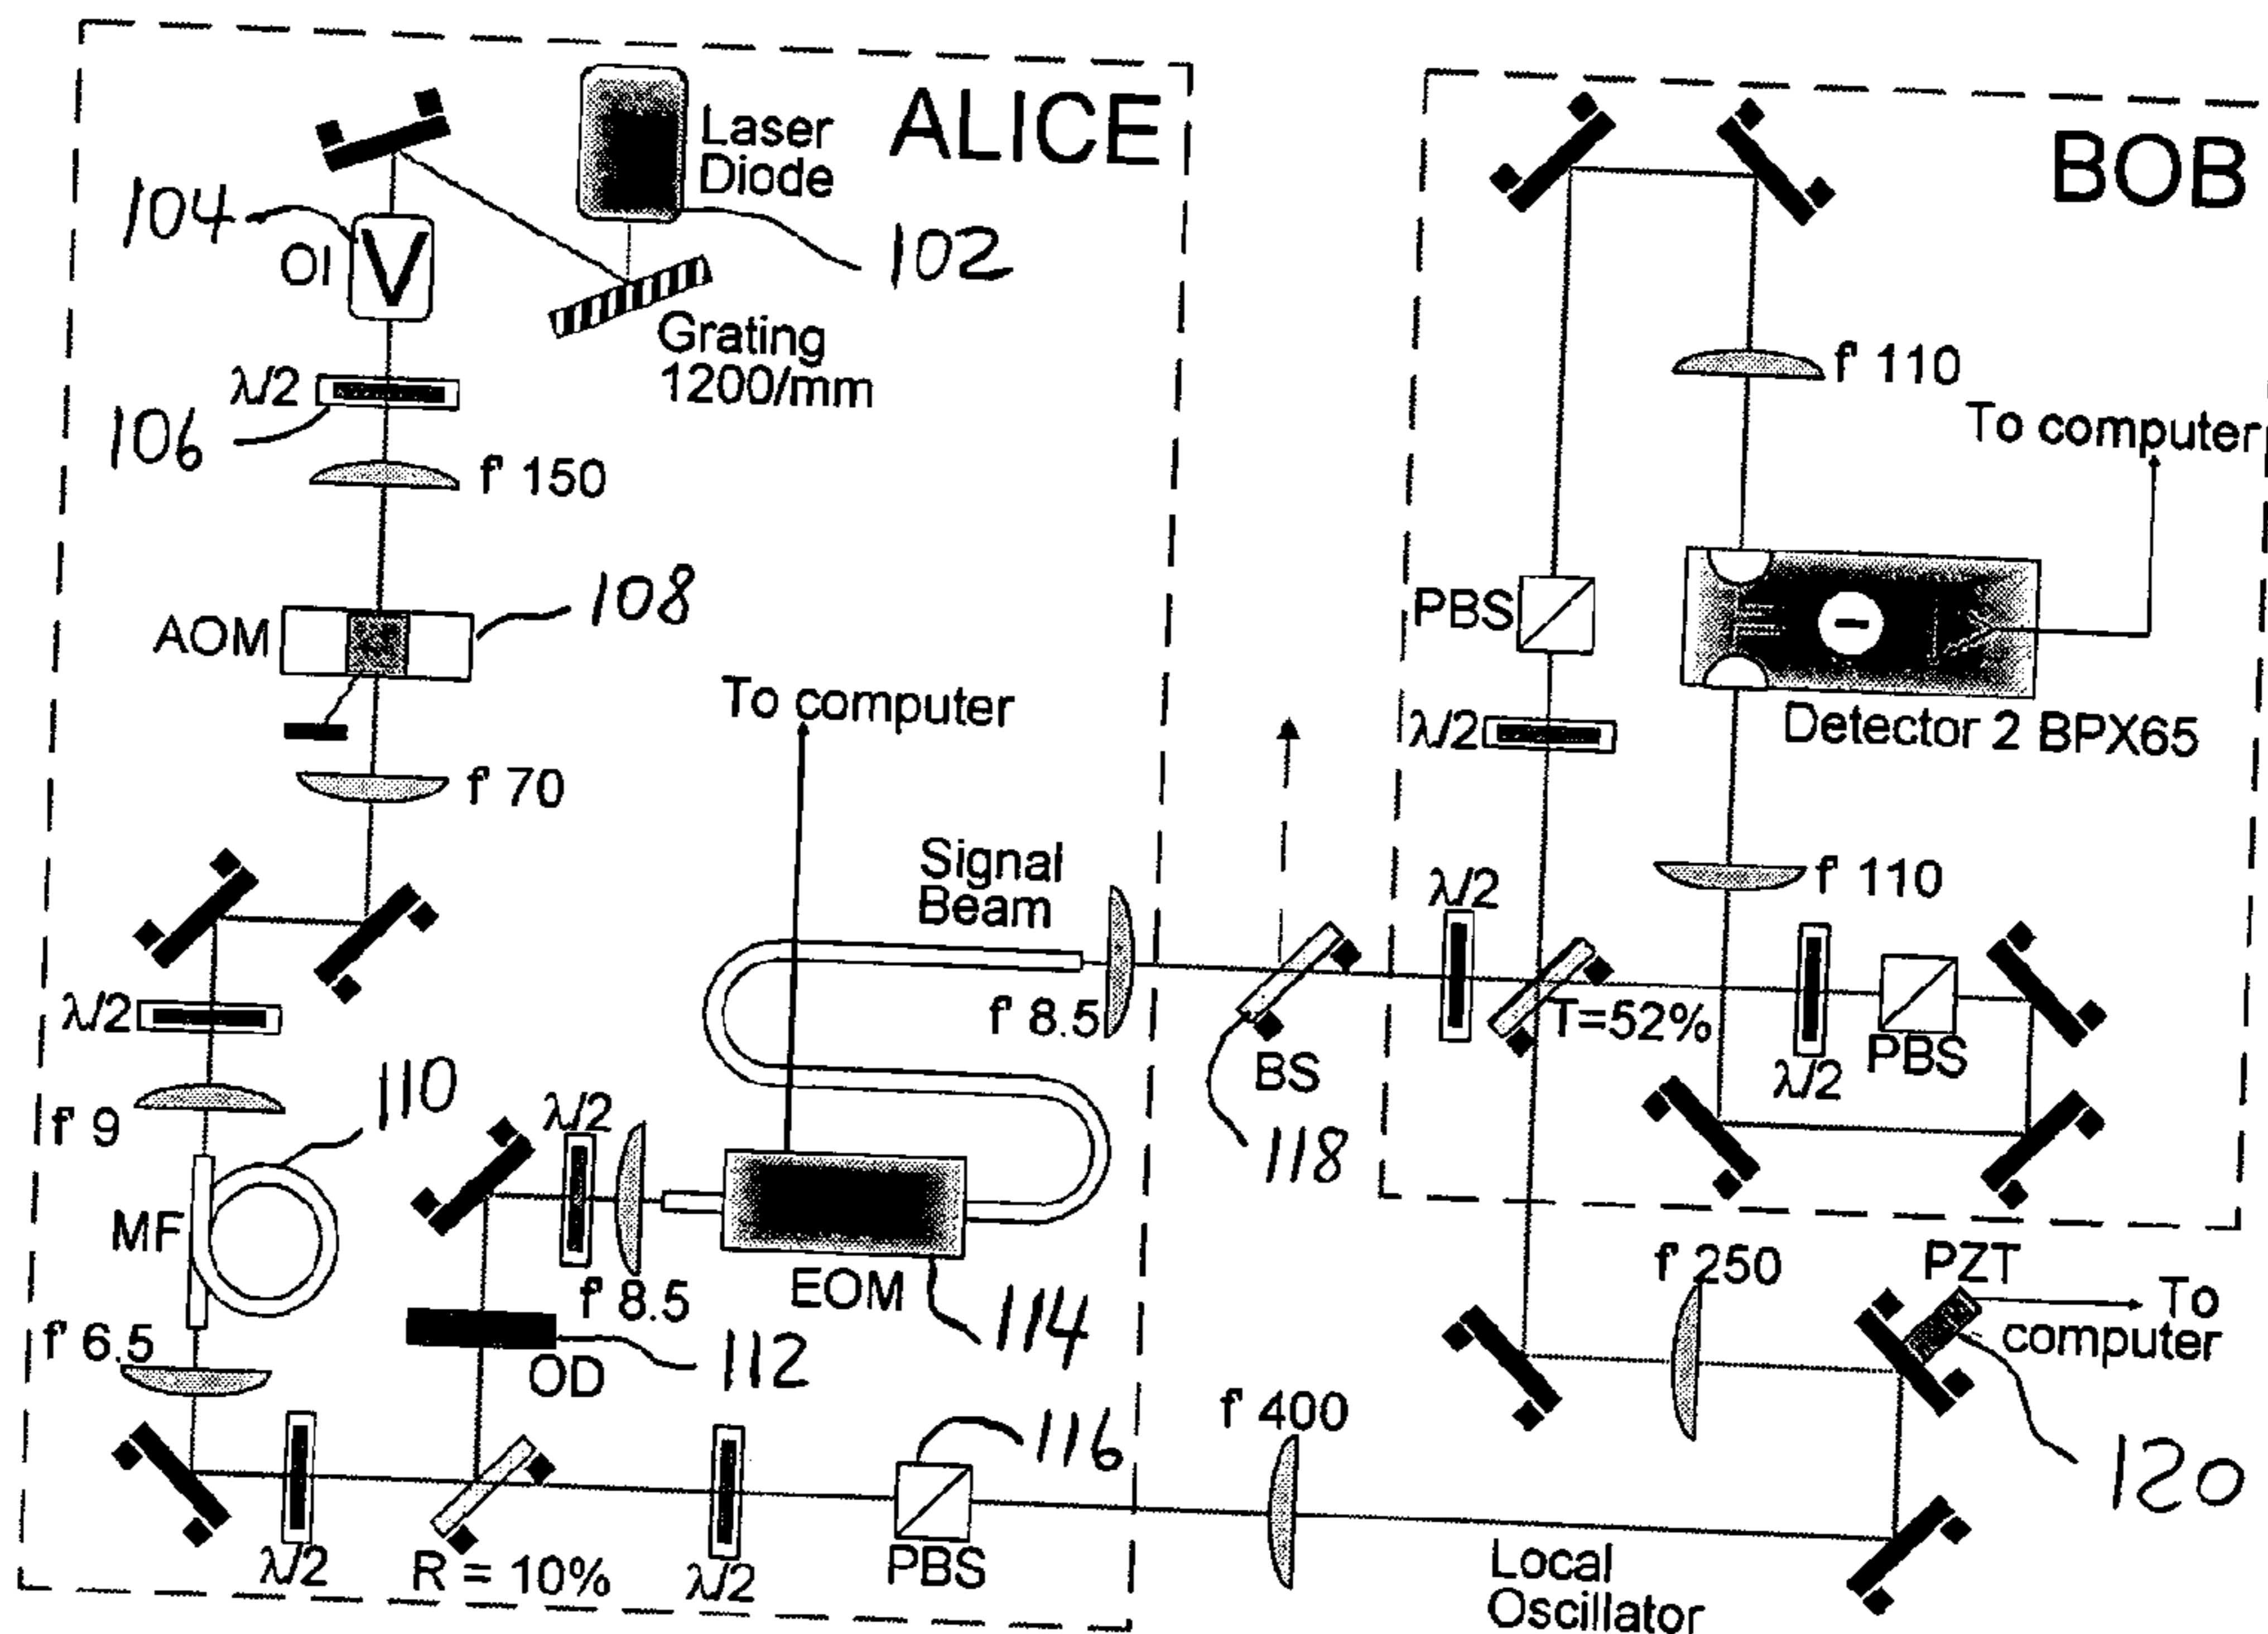 ALICE
Laser
Diode
104
OI
102
Grating
1200/mm
λ/2
106
f' 150
AOM
108
f' 70
To computer
Signal
Beam
f' 8.5
λ/2
f' 9
110
MF
f' 6.5
λ/2
f' 8.5
EOM
114
OD
112
116
λ/2
R = 10%
λ/2
PBS
BS
118
BOB
f' 110
To computer
PBS
Detector 2 BPX65
λ/2
f' 110
λ/2
T=52%
λ/2
PBS
f' 250
PZT
To
computer
120
f' 400
Local
Oscillator